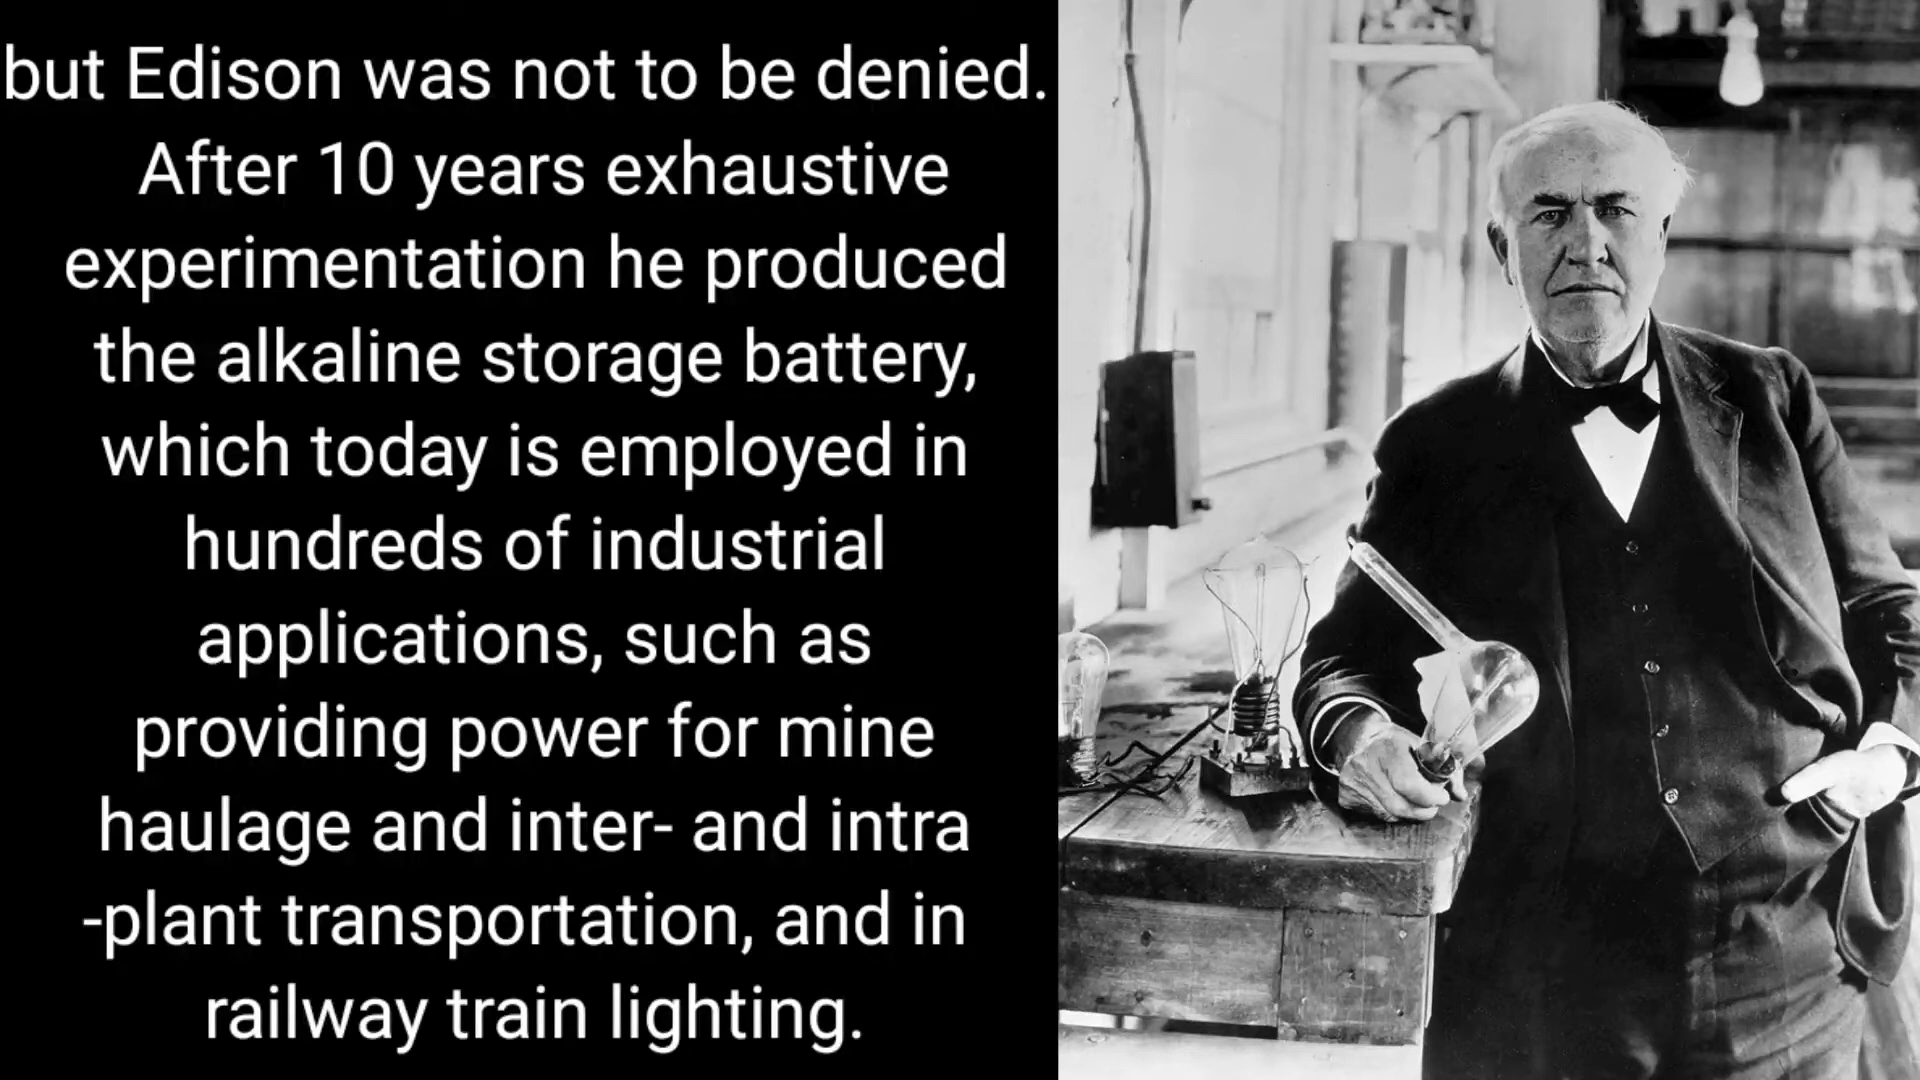 but Edison was not to be denied.
After 10 years exhaustive
experimentation he produced
the alkaline storage battery,
which today is employed in
hundreds of industrial
applications, such as
providing power for mine
haulage and inter- and intra
-plant transportation, and in
railway train lighting.